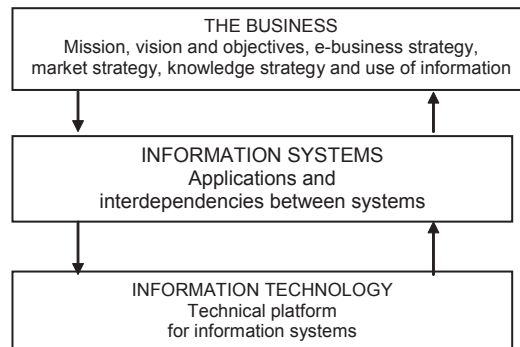 THE BUSINESS
Mission, vision and objectives, e-business strategy,
market strategy, knowledge strategy and use of information
INFORMATION SYSTEMS
Applications and
interdependencies between systems
INFORMATION TECHNOLOGY
Technical platform
for information systems